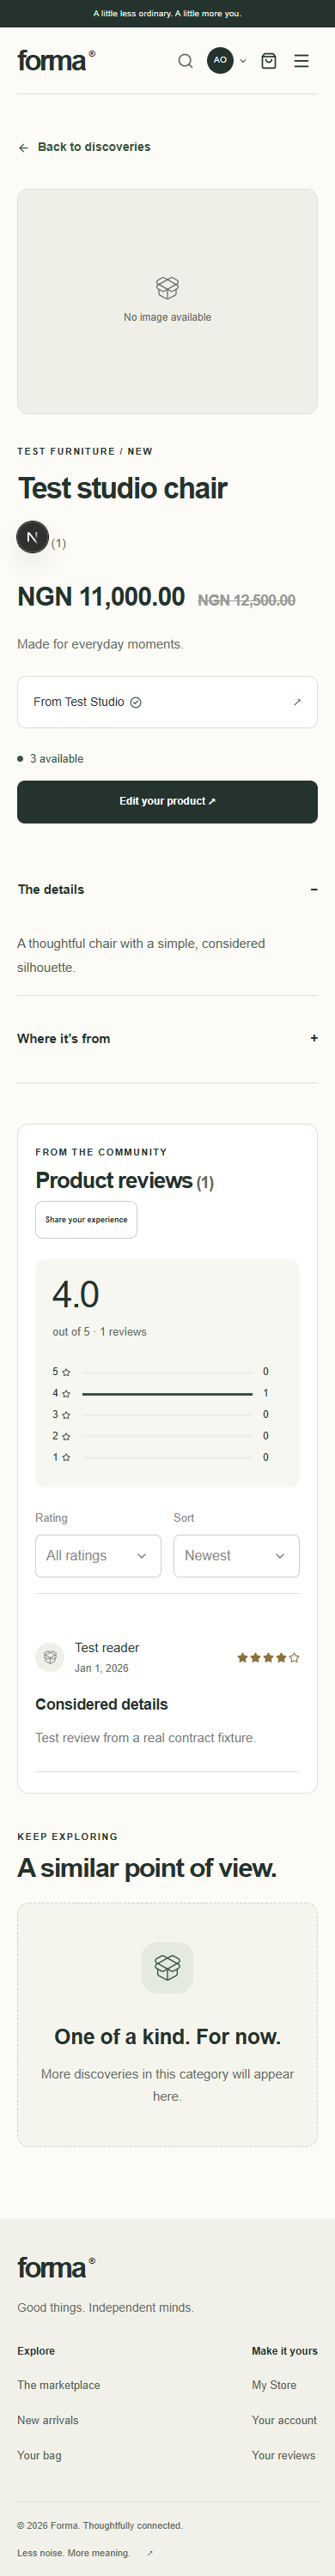 A little less ordinary. A little more you.
forma®
AO
Back to discoveries
No image available
TEST FURNITURE / NEW
Test studio chair
N (1)
NGN 11,000.00 NGN 12,500.00
Made for everyday moments.
From Test Studio ↗
3 available
Edit your product ↗
The details −
A thoughtful chair with a simple, considered
silhouette.
Where it's from +
FROM THE COMMUNITY
Product reviews (1)
Share your experience
4.0
out of 5 · 1 reviews
5 0
4 1
3 0
2 0
1 0
Rating Sort
All ratings Newest
Test reader
Jan 1, 2026
Considered details
Test review from a real contract fixture.
KEEP EXPLORING
A similar point of view.
One of a kind. For now.
More discoveries in this category will appear
here.
forma®
Good things. Independent minds.
Explore Make it yours
The marketplace My Store
New arrivals Your account
Your bag Your reviews
© 2026 Forma. Thoughtfully connected.
Less noise. More meaning. ↗